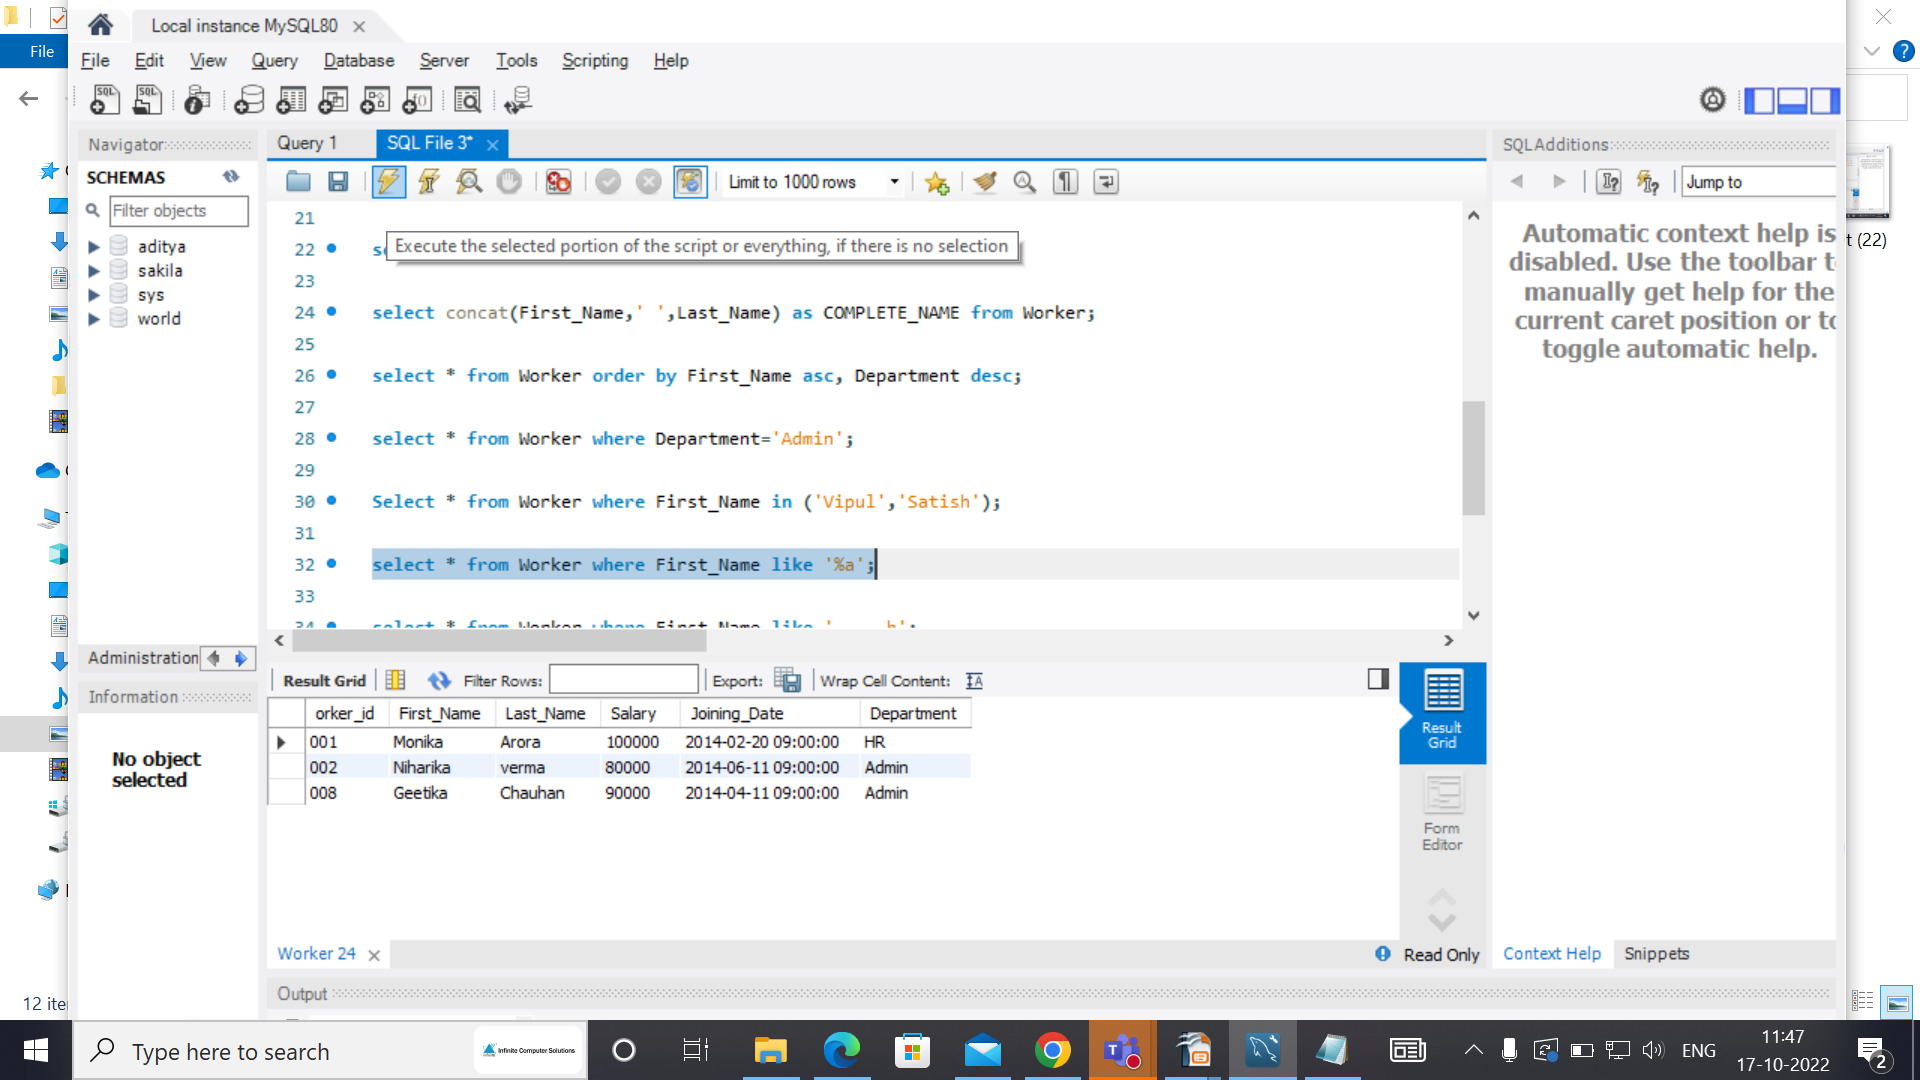 Local instance MySQL80
File
File Edit View Query Database Server Tools Scripting Help
Navigator
Query 1
SQL File 3*
SQLAdditions
SCHEMAS
Limit to 1000 rows
Jump to
Filter objects
aditya
sakila
sys
world
21
22
Execute the selected portion of the script or everything, if there is no selection
23
24 select concat(First_Name,' ',Last_Name) as COMPLETE_NAME from Worker;
25
26 select * from Worker order by First_Name asc, Department desc;
27
28 select * from Worker where Department='Admin';
29
30 Select * from Worker where First_Name in ('Vipul','Satish');
31
32 select * from Worker where First_Name like '%a';
33
34 select * from Worker where First_Name like
Automatic context help is
disabled. Use the toolbar t
manually get help for the
current caret position or to
toggle automatic help.
t (22)
Administration
Information
No object
selected
Result Grid Filter Rows: Export: Wrap Cell Content:
orker_id First_Name Last_Name Salary Joining_Date Department
001 Monika Arora 100000 2014-02-20 09:00:00 HR
002 Niharika verma 80000 2014-06-11 09:00:00 Admin
008 Geetika Chauhan 90000 2014-04-11 09:00:00 Admin
Result
Grid
Form
Editor
Worker 24
Read Only
Context Help
Snippets
Output
12 ite
Type here to search
Infinite Computer Solutions
ENG
11:47
17-10-2022
2